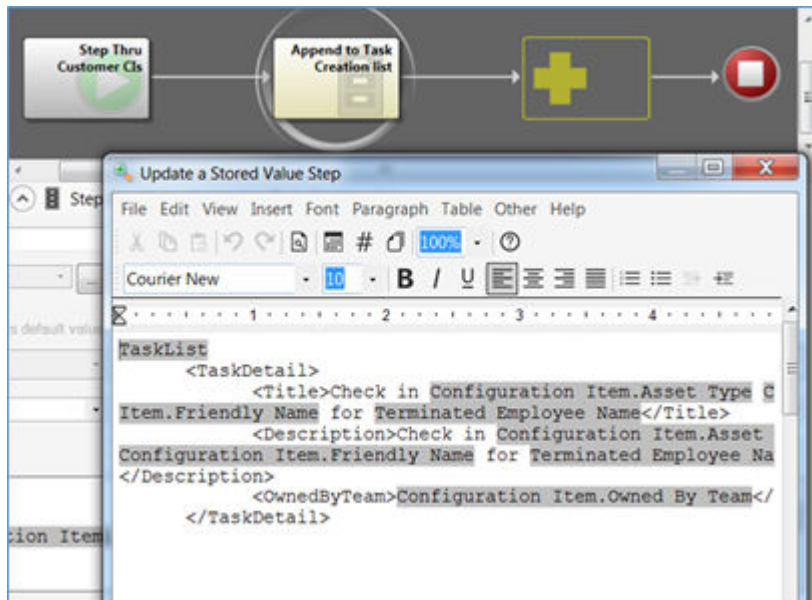 Step Thru
Customer CIs
Append to Task
Creation list
Update a Stored Value Step
Step
File Edit View Insert Font Paragraph Table Other Help
100%
Courier New 10 B I U
1 2 3 4
s default value
TaskList
<TaskDetail>
<Title>Check in Configuration Item.Asset Type C
Item.Friendly Name for Terminated Employee Name</Title>
<Description>Check in Configuration Item.Asset
Configuration Item.Friendly Name for Terminated Employee Na
</Description>
<OwnedByTeam>Configuration Item.Owned By Team</
</TaskDetail>
tion Item